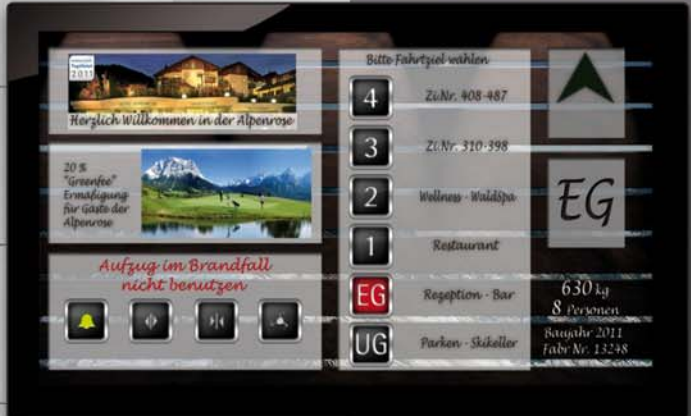 2011
Herzlich Willkommen in der Alpenrose
20 %
"Greenfee"
Ermäßigung
für Gäste der
Alpenrose
Aufzug im Brandfall
nicht benutzen
Bitte Fahrtziel wählen
4 Zi.Nr. 408-487
3 Zi.Nr. 310-398
2 Wellness - WaldSpa
1 Restaurant
EG Rezeption - Bar
UG Parken - Skikeller
EG
630 kg
8 Personen
Baujahr 2011
Fabr Nr. 13248